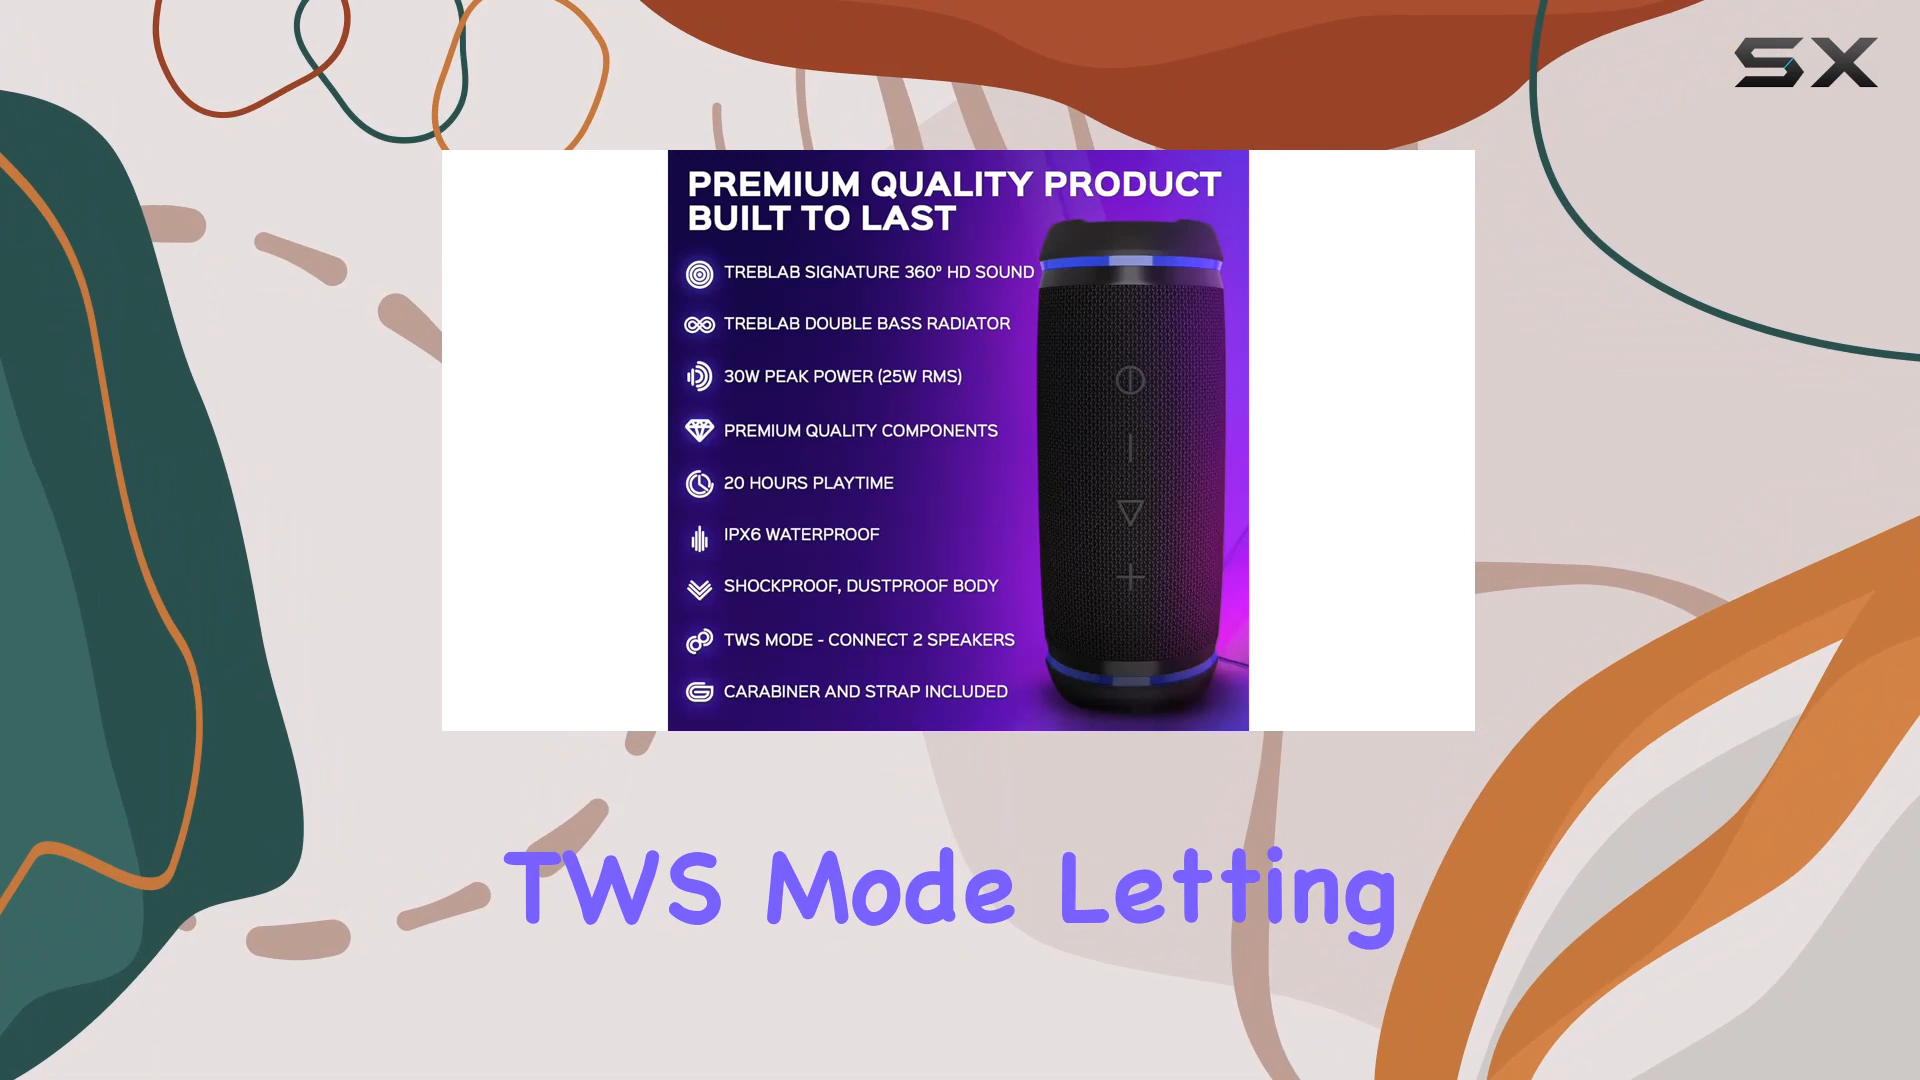 SX
PREMIUM QUALITY PRODUCT
BUILT TO LAST
TREBLAB SIGNATURE 360° HD SOUND
TREBLAB DOUBLE BASS RADIATOR
30W PEAK POWER (25W RMS)
PREMIUM QUALITY COMPONENTS
20 HOURS PLAYTIME
IPX6 WATERPROOF
SHOCKPROOF, DUSTPROOF BODY
TWS MODE - CONNECT 2 SPEAKERS
CARABINER AND STRAP INCLUDED
TWS Mode Letting